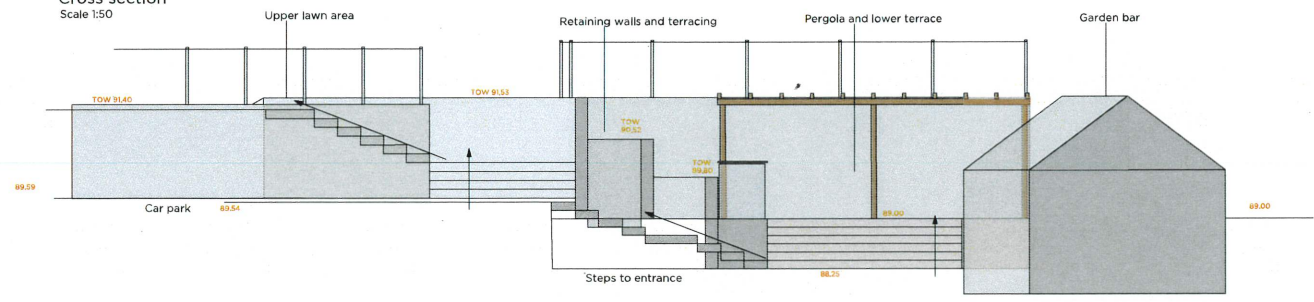 Cross section
Scale 1:50
Upper lawn area
Retaining walls and terracing
Pergola and lower terrace
Garden bar
TOW 91,40
TOW 91,53
TOW
90,52
TOW
89,80
89,59
Car park
89,54
89,00
89,00
Steps to entrance
88,25